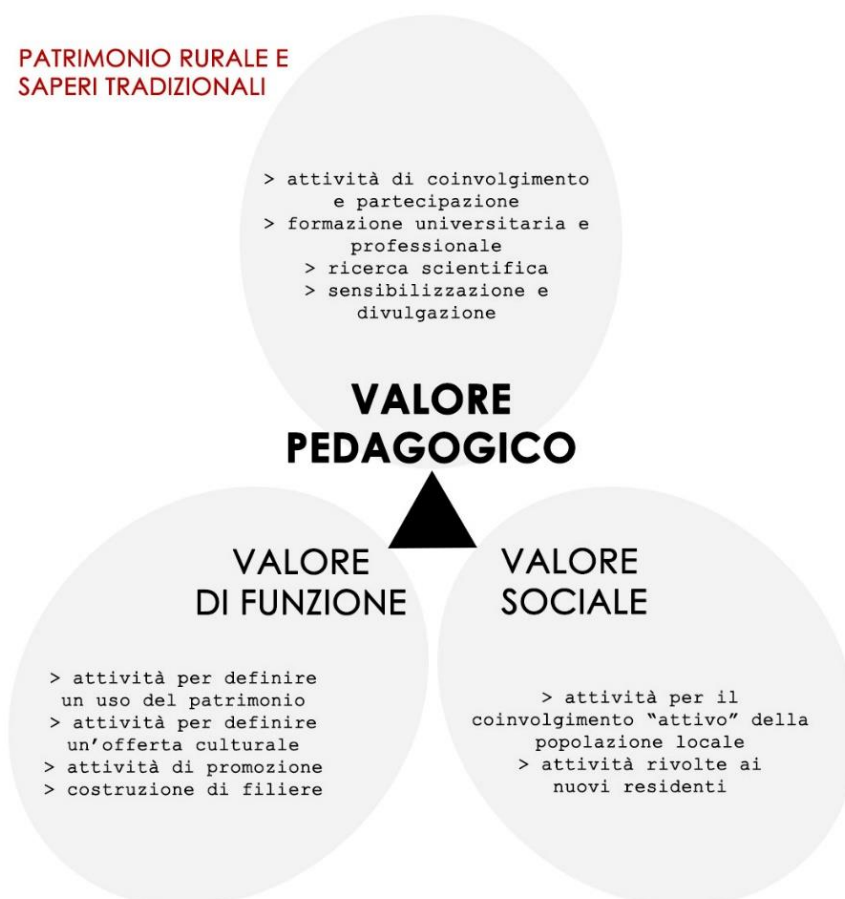 PATRIMONIO RURALE E
SAPERI TRADIZIONALI
> attività di coinvolgimento
e partecipazione
> formazione universitaria e
professionale
> ricerca scientifica
> sensibilizzazione e
divulgazione
VALORE
PEDAGOGICO
VALORE
DI FUNZIONE
> attività per definire
un uso del patrimonio
> attività per definire
un’offerta culturale
> attività di promozione
> costruzione di filiere
VALORE
SOCIALE
> attività per il
coinvolgimento “attivo” della
popolazione locale
> attività rivolte ai
nuovi residenti